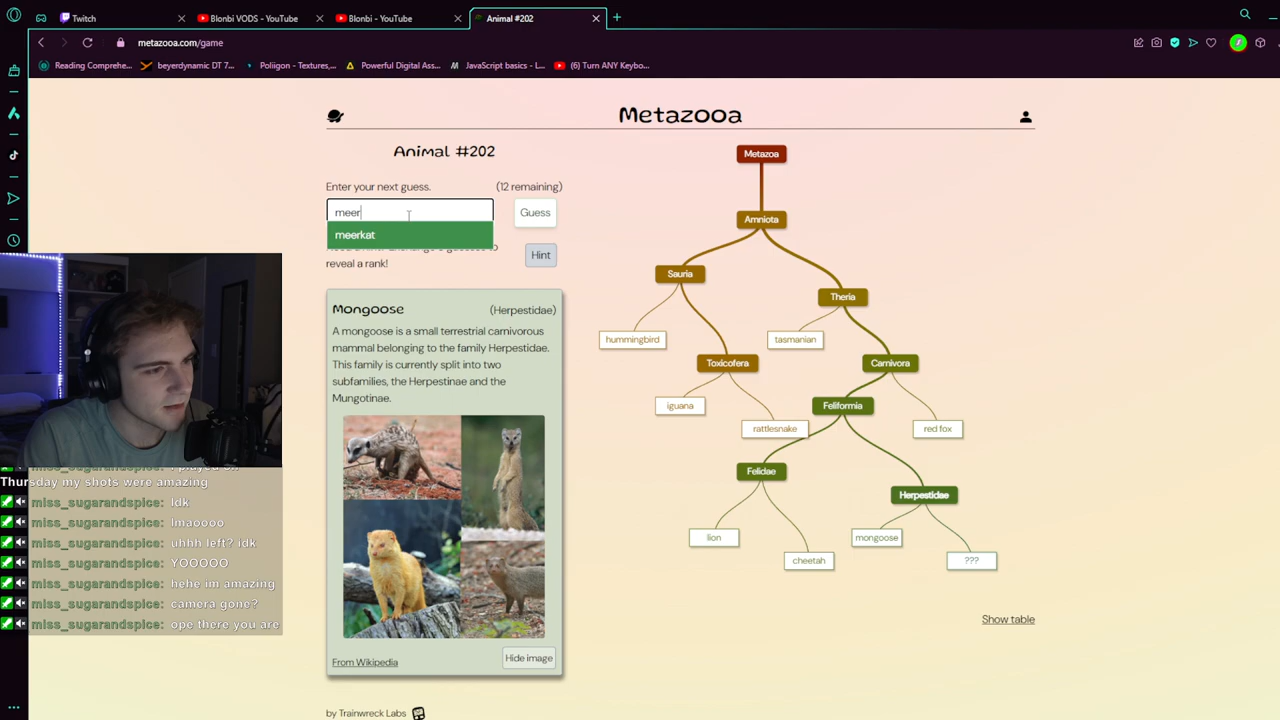 Twitch
Blonbi VODS - YouTube
Blonbi - YouTube
Animal #202
metazooa.com/game
Reading Comprehe...
beyerdynamic DT 7...
Poliigon - Textures,...
Powerful Digital Ass...
JavaScript basics - L...
(6) Turn ANY Keybo...
Metazooa
Animal #202
Enter your next guess.
(12 remaining)
meer
Guess
meerkat
reveal a rank!
Hint
Mongoose
(Herpestidae)
A mongoose is a small terrestrial carnivorous
mammal belonging to the family Herpestidae.
This family is currently split into two
subfamilies, the Herpestinae and the
Mungotinae.
From Wikipedia
Hide image
by Trainwreck Labs
Metazoa
Amniota
Sauria
Theria
hummingbird
tasmanian
Toxicofera
Carnivora
iguana
Feliformia
rattlesnake
red fox
Felidae
Herpestidae
lion
mongoose
cheetah
???
Show table
Thursday my shots were amazing
miss_sugarandspice: Idk
miss_sugarandspice: lmaoooo
miss_sugarandspice: uhhh left? idk
miss_sugarandspice: YOOOOO
miss_sugarandspice: hehe im amazing
miss_sugarandspice: camera gone?
miss_sugarandspice: ope there you are